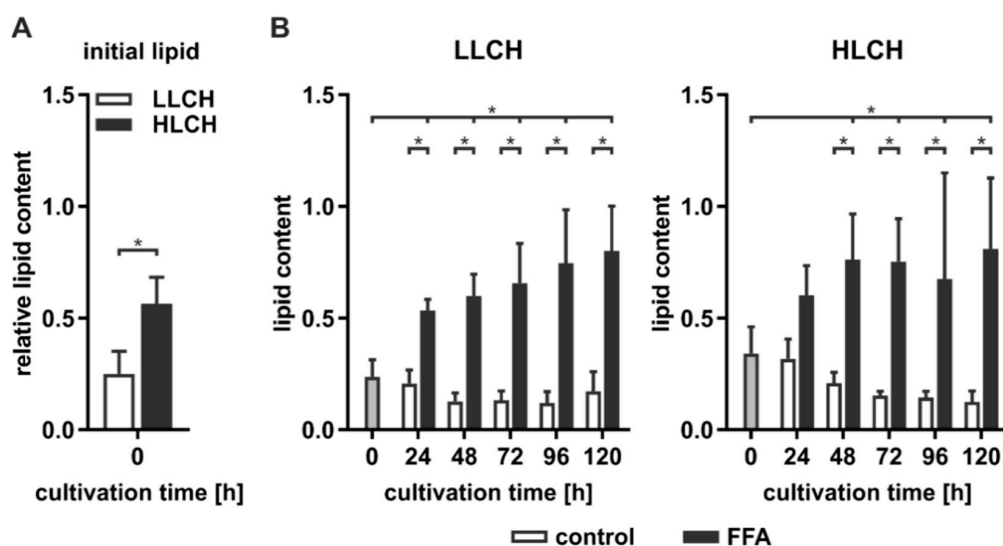 A
initial lipid
LLCH
HLCH
relative lipid content
1.5
1.0
0.5
0.0
*
0
cultivation time [h]
B
LLCH
lipid content
1.5
1.0
0.5
0.0
*
* * * * *
0 24 48 72 96 120
cultivation time [h]
HLCH
lipid content
1.5
1.0
0.5
0.0
*
* * * *
0 24 48 72 96 120
cultivation time [h]
control FFA